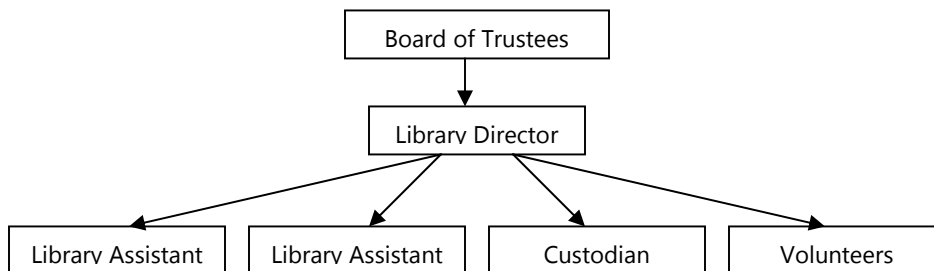 Board of Trustees
Library Director
Library Assistant
Library Assistant
Custodian
Volunteers